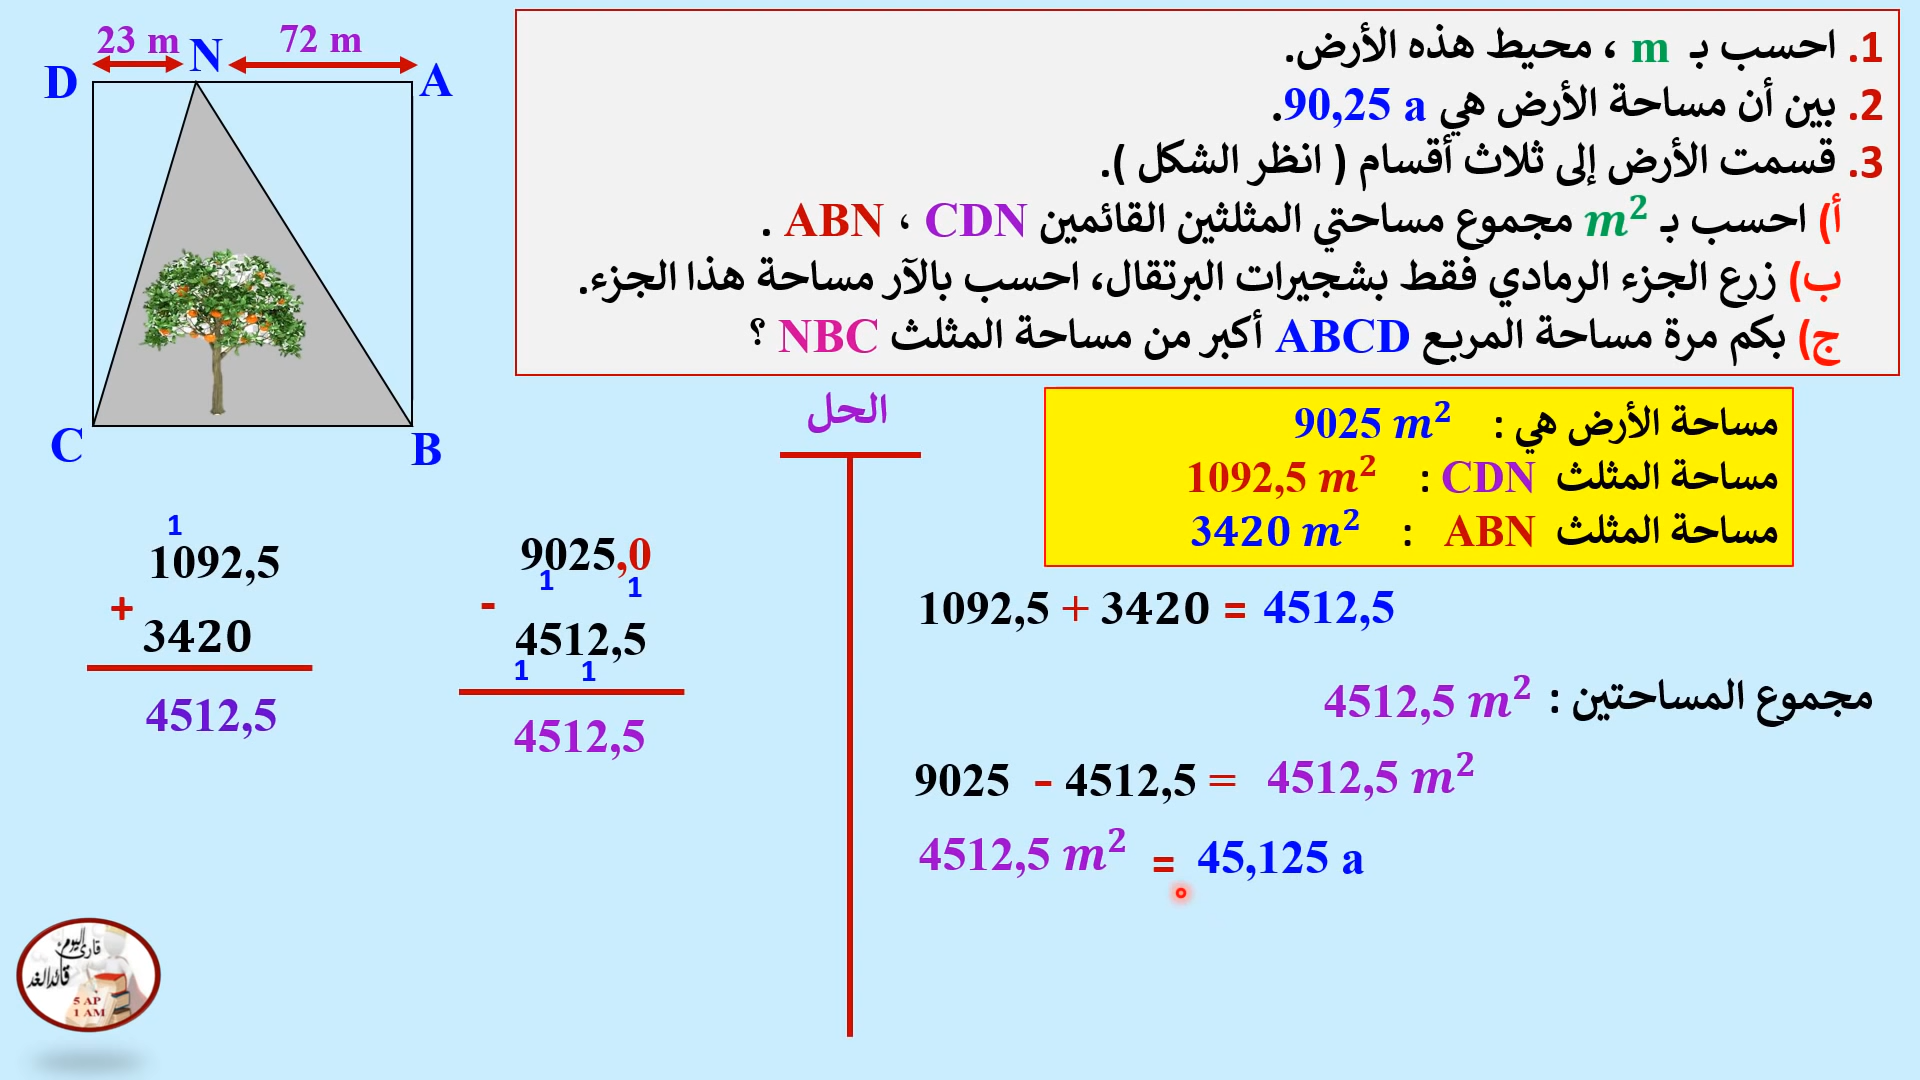 1. احسب بـ m ، محيط هذه الأرض.
2. بين أن مساحة الأرض هي 90,25 a.
3. قسمت الأرض إلى ثلاث أقسام ( انظر الشكل ).
أ) احسب بـ m² مجموع مساحتي المثلثين القائمين CDN ، ABN .
ب) زرع الجزء الرمادي فقط بشجيرات البرتقال، احسب بالآر مساحة هذا الجزء.
ج) بكم مرة مساحة المربع ABCD أكبر من مساحة المثلث NBC ؟
23 m
72 m
D
N
A
C
B
الحل
مساحة الأرض هي : 9025 m²
مساحة المثلث CDN : 1092,5 m²
مساحة المثلث ABN : 3420 m²
1092,5 + 3420 = 4512,5
مجموع المساحتين : 4512,5 m²
9025 - 4512,5 = 4512,5 m²
4512,5 m² = 45,125 a
1
1092,5
+
3420
4512,5
9025,0
1 1
-
4512,5
1 1
4512,5
قارئ اليوم
قائد الغد
5 AP
1 AM